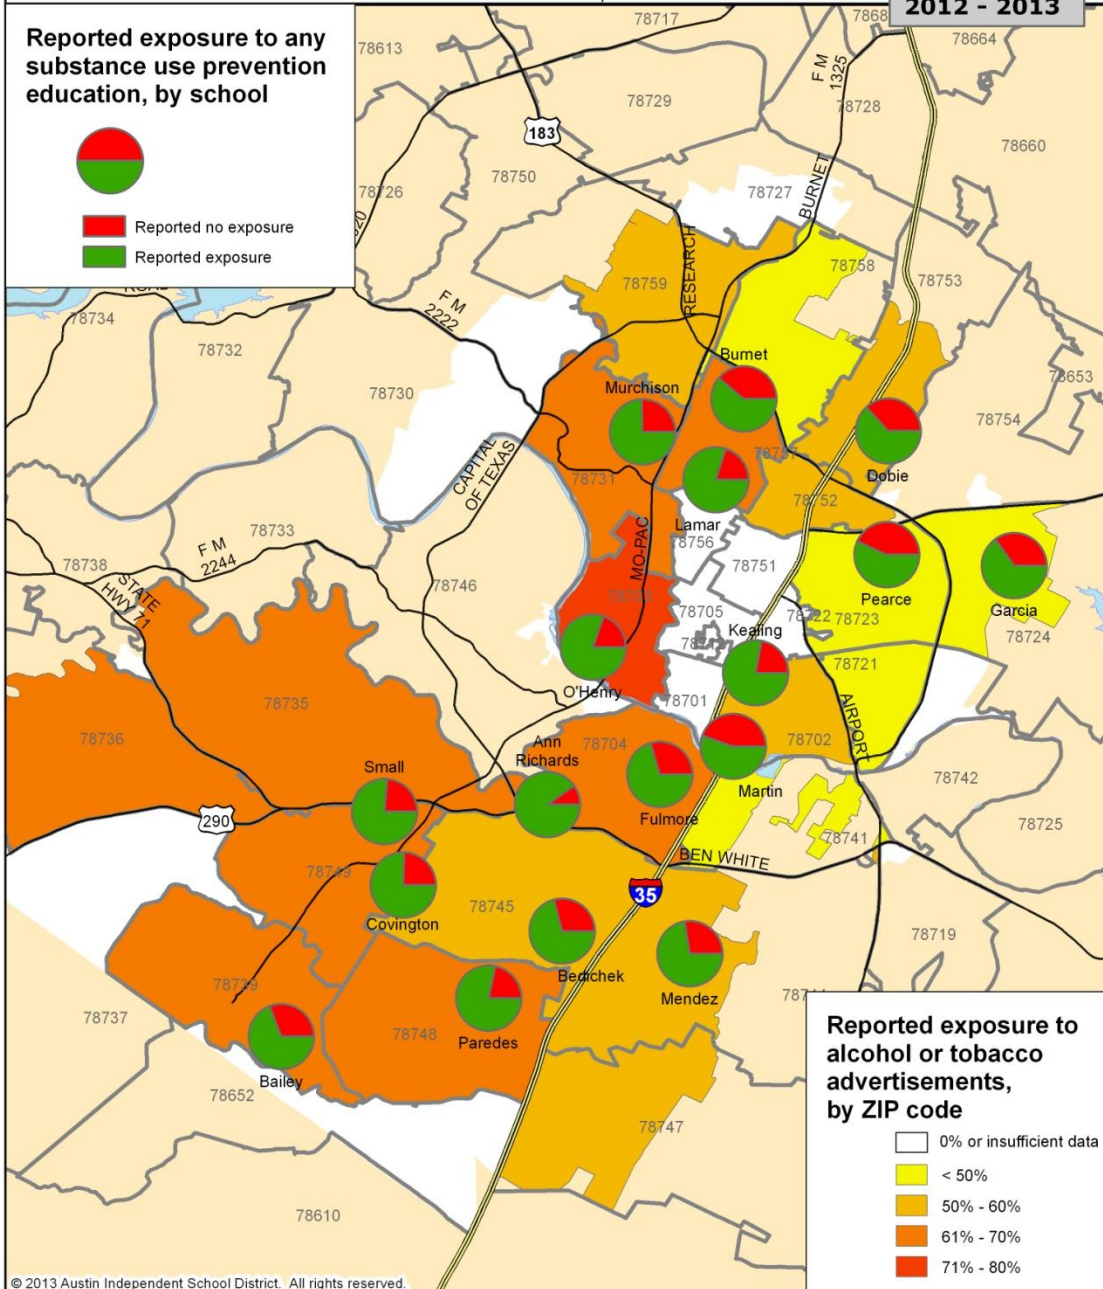 2012 - 2013
Reported exposure to any
substance use prevention
education, by school
Reported no exposure
Reported exposure
78613
78717
78664
78729
78728
F M
1325
183
78660
78750
78726
78727
BURNET
78759
RESEARCH
78758
78753
78734
78732
F M
2222
78730
Burnet
Murchison
78653
78754
CAPITAL
OF TEXAS
78731
78757
Dobie
78752
Lamar
MO-PAC
78756
78751
78733
F M
2244
78738
STATE
HWY 71
78746
Pearce
Garcia
78705
78723
78724
Kealing
78721
O'Henry
78701
AIRPORT
78735
78736
Ann
Richards
78704
78702
Small
Martin
78742
Fulmore
290
78741
78725
BEN WHITE
78749
35
78745
Covington
Bedichek
78719
78739
Mendez
78737
78748
Paredes
Bailey
78652
78747
78610
Reported exposure to
alcohol or tobacco
advertisements,
by ZIP code
0% or insufficient data
< 50%
50% - 60%
61% - 70%
71% - 80%
© 2013 Austin Independent School District. All rights reserved.